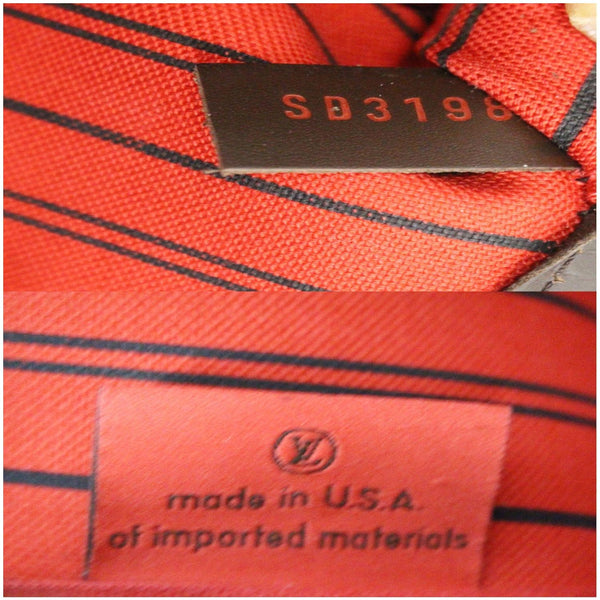 SD3198
LV
made in U.S.A.
of imported materials